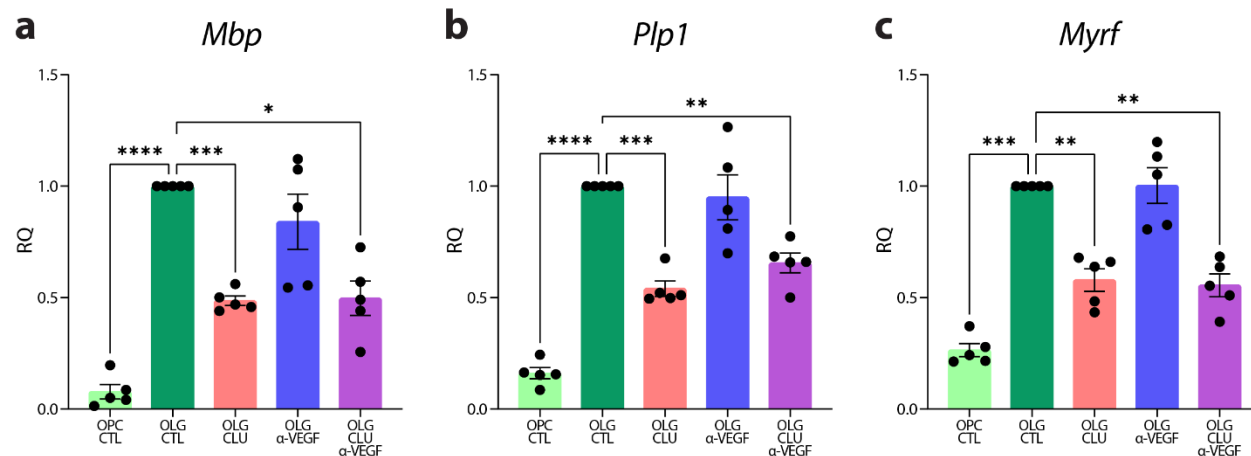 a Mbp
1.5
1.0
0.5
0.0
RQ
****
***
*
OPC CTL
OLG CTL
OLG CLU
OLG α-VEGF
OLG CLU α-VEGF
b Plp1
1.5
1.0
0.5
0.0
RQ
****
***
**
OPC CTL
OLG CTL
OLG CLU
OLG α-VEGF
OLG CLU α-VEGF
c Myrf
1.5
1.0
0.5
0.0
RQ
***
**
**
OPC CTL
OLG CTL
OLG CLU
OLG α-VEGF
OLG CLU α-VEGF